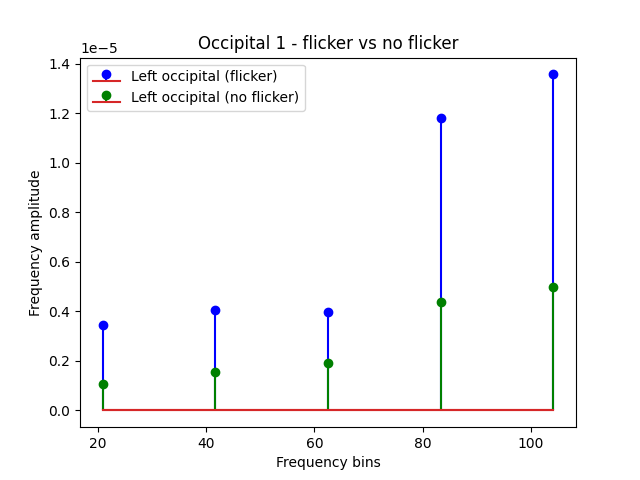 Occipital 1 - flicker vs no flicker
1e−5
Left occipital (flicker)
Left occipital (no flicker)
1.4
1.2
1.0
0.8
0.6
0.4
0.2
0.0
Frequency amplitude
20 40 60 80 100
Frequency bins